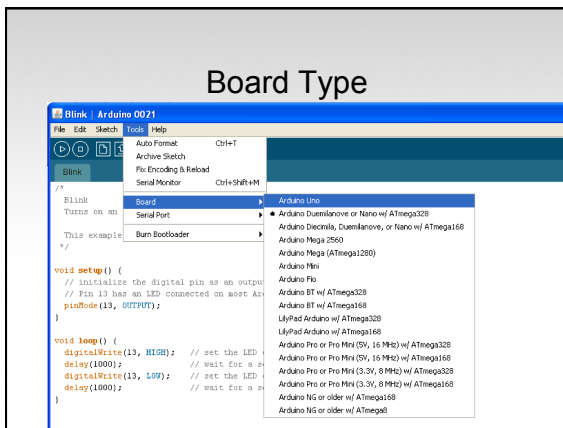 Board Type
Blink | Arduino 0021
File Edit Sketch Tools Help
Auto Format Ctrl+T
Archive Sketch
Fix Encoding & Reload
Serial Monitor Ctrl+Shift+M
Board
Serial Port
Burn Bootloader
Arduino Uno
Arduino Duemilanove or Nano w/ ATmega328
Arduino Diecimila, Duemilanove, or Nano w/ ATmega168
Arduino Mega 2560
Arduino Mega (ATmega1280)
Arduino Mini
Arduino Fio
Arduino BT w/ ATmega328
Arduino BT w/ ATmega168
LilyPad Arduino w/ ATmega328
LilyPad Arduino w/ ATmega168
Arduino Pro or Pro Mini (5V, 16 MHz) w/ ATmega328
Arduino Pro or Pro Mini (5V, 16 MHz) w/ ATmega168
Arduino Pro or Pro Mini (3.3V, 8 MHz) w/ ATmega328
Arduino Pro or Pro Mini (3.3V, 8 MHz) w/ ATmega168
Arduino NG or older w/ ATmega168
Arduino NG or older w/ ATmega8
Blink
/*
Blink
Turns on an
This example
*/
void setup() {
// initialize the digital pin as an outpu
// Pin 13 has an LED connected on most Ar
pinMode(13, OUTPUT);
}
void loop() {
digitalWrite(13, HIGH); // set the LED
delay(1000); // wait for a s
digitalWrite(13, LOW); // set the LED
delay(1000); // wait for a s
}